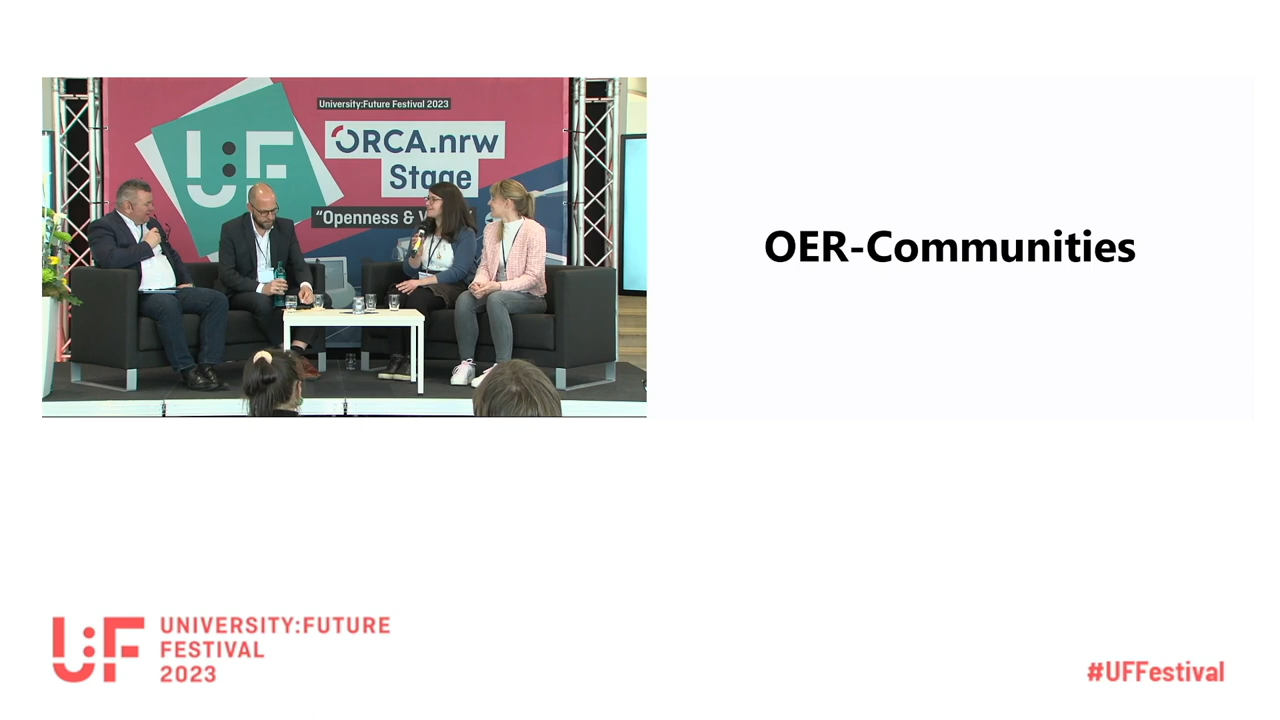 University:Future Festival 2023
ORCA.nrw
Stage
U:F
“Openness &
OER-Communities
U:F
UNIVERSITY:FUTURE
FESTIVAL
2023
#UFFestival